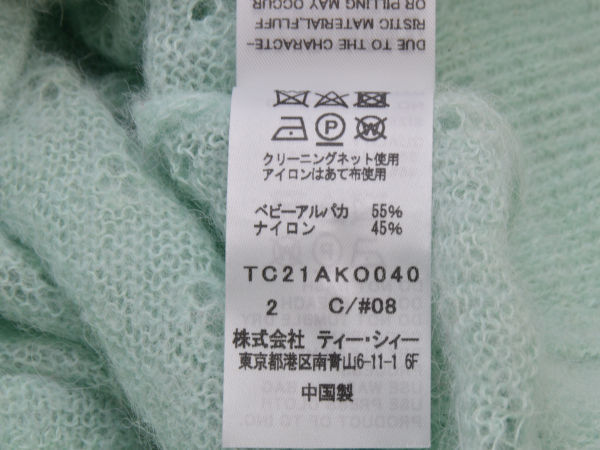 DUE TO THE CHARACTE-
RISTIC MATERIAL,FLUFF
OR PILLING MAY OCCUR
P
W
クリーニングネット使用
アイロンはあて布使用
ベビーアルパカ 55%
ナイロン 45%
TC21AKO040
2 C/#08
株式会社 ティー・シィー
東京都港区南青山6-11-1 6F
中国製